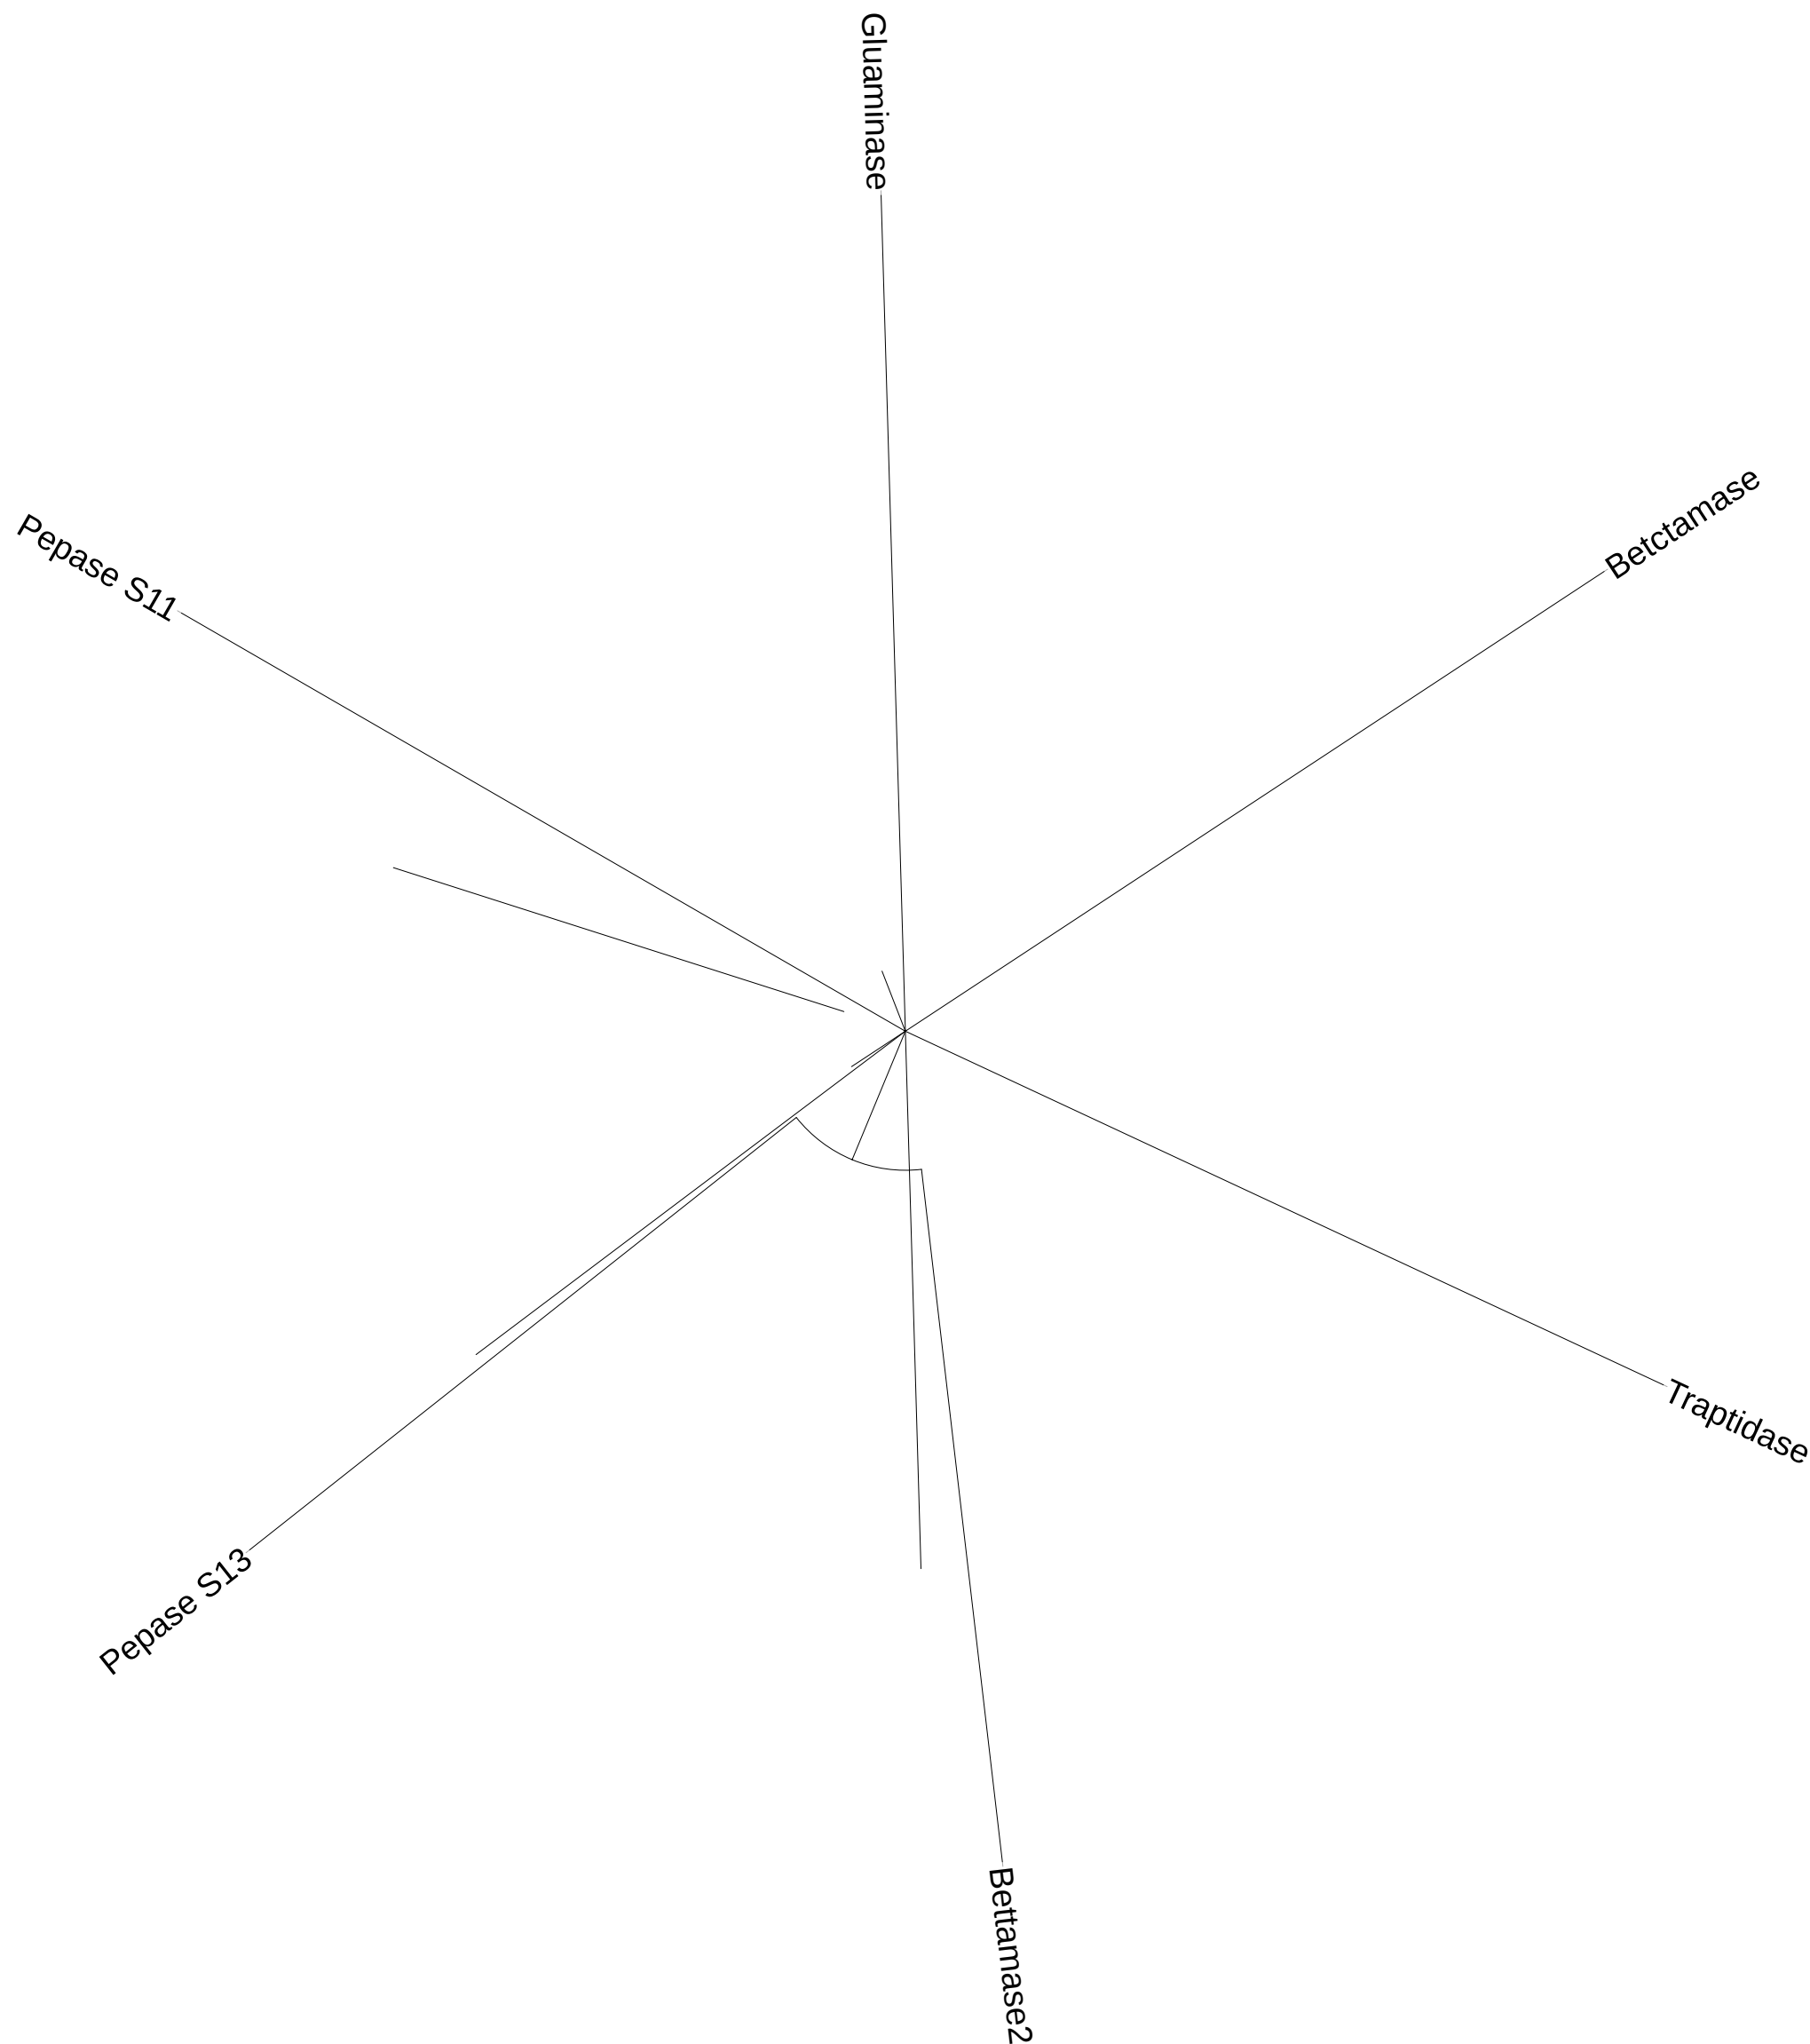 Gluaminase
Betctamase
Pepase S11
Traptidase
Pepase S13
Bettamase2